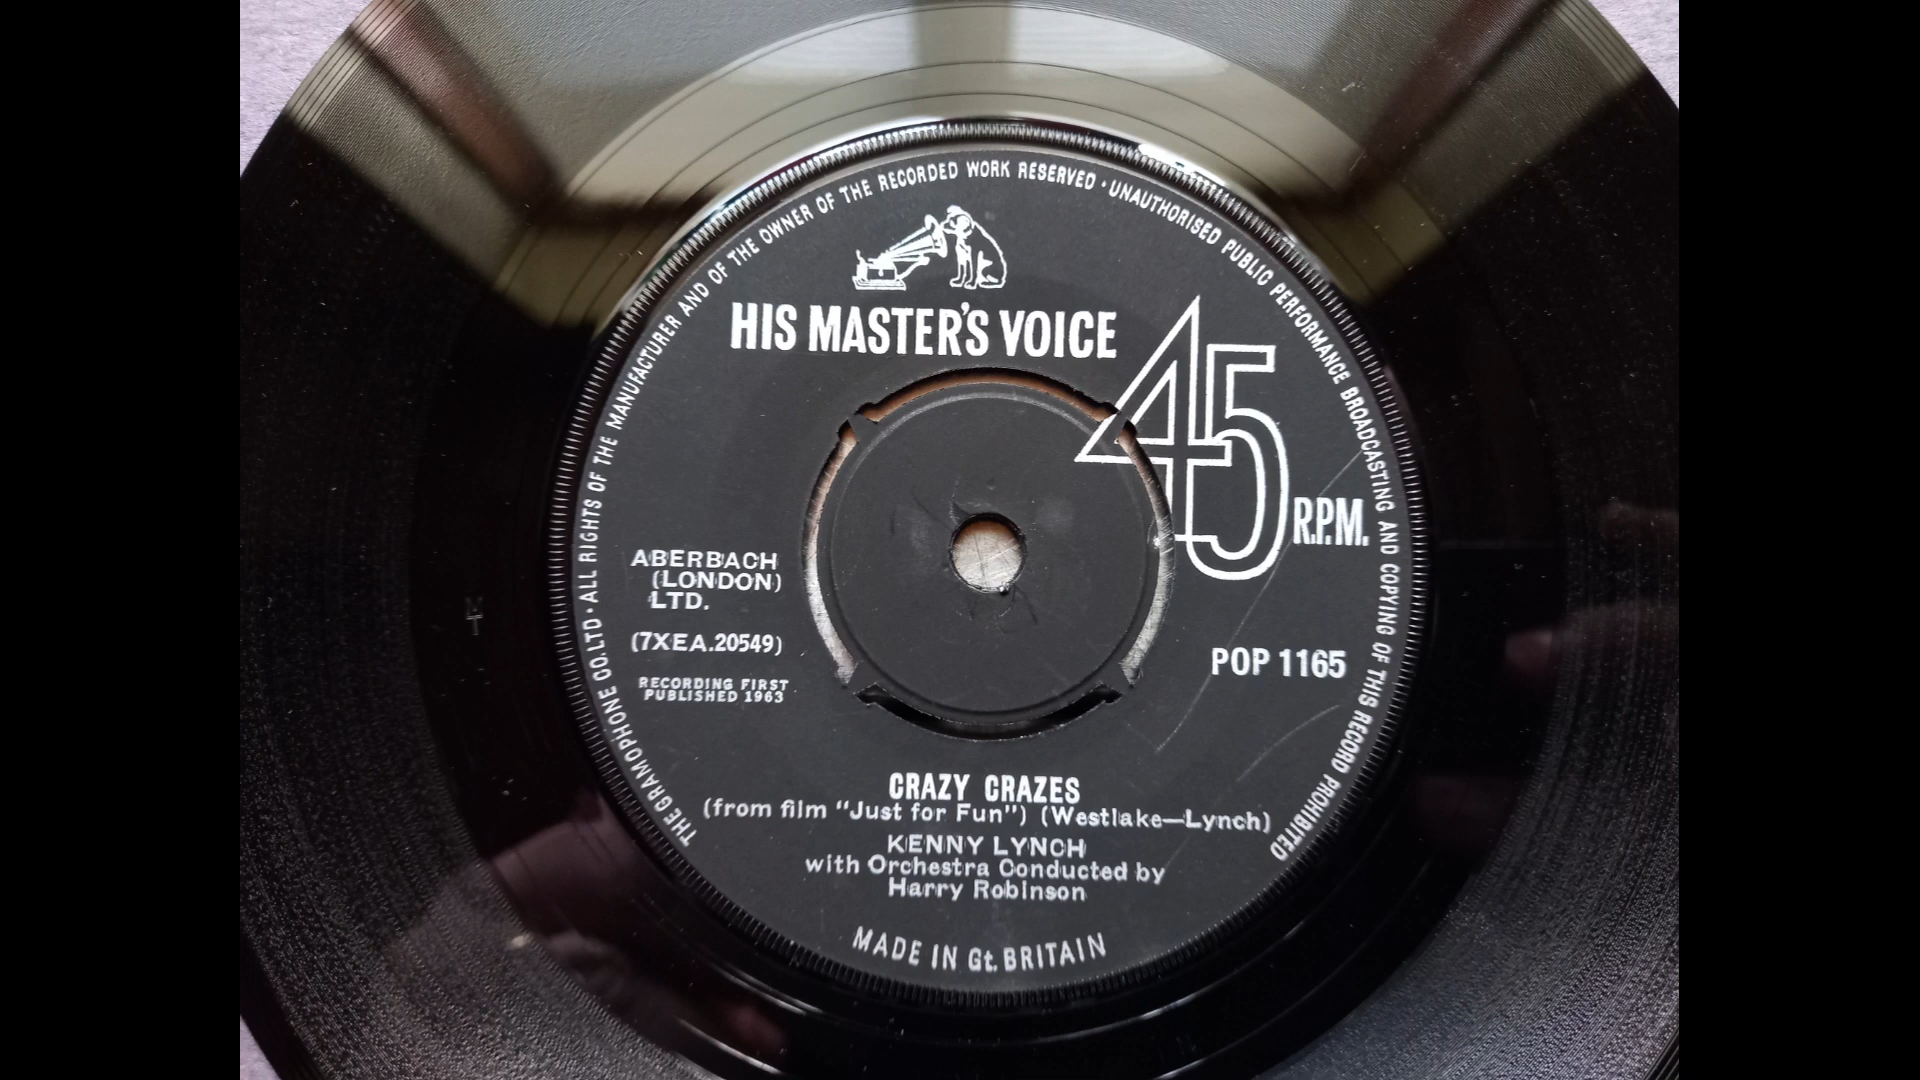 THE GRAMOPHONE CO. LTD · ALL RIGHTS OF THE MANUFACTURER AND OF THE OWNER OF THE RECORDED WORK RESERVED · UNAUTHORISED PUBLIC PERFORMANCE BROADCASTING AND COPYING OF THIS RECORD PROHIBITED
HIS MASTER'S VOICE
45 R.P.M.
ABERBACH
(LONDON)
LTD.
(7XEA.20549)
RECORDING FIRST
PUBLISHED 1963
POP 1165
CRAZY CRAZES
(from film "Just for Fun") (Westlake—Lynch)
KENNY LYNCH
with Orchestra Conducted by
Harry Robinson
MADE IN Gt. BRITAIN